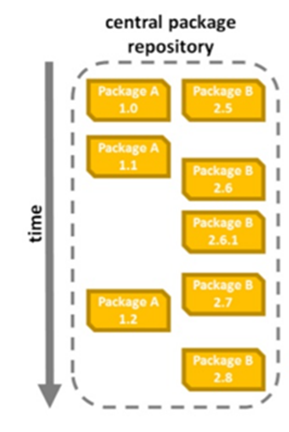 central package
repository
Package A
1.0
Package B
2.5
Package A
1.1
Package B
2.6
Package B
2.6.1
time
Package B
2.7
Package A
1.2
Package B
2.8